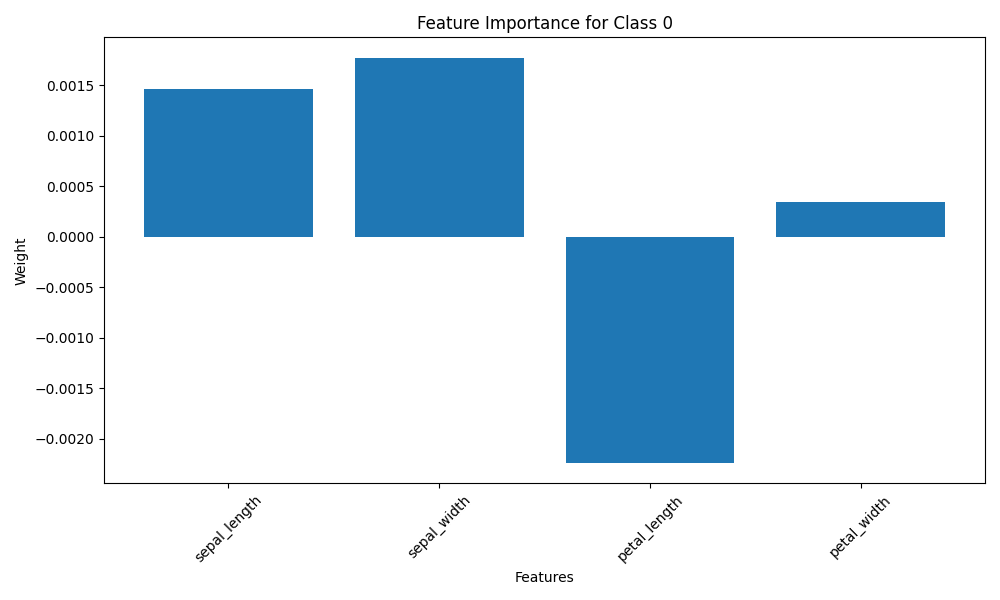 Feature Importance for Class 0
0.0015
0.0010
0.0005
0.0000
−0.0005
−0.0010
−0.0015
−0.0020
Weight
sepal_length
sepal_width
petal_length
petal_width
Features